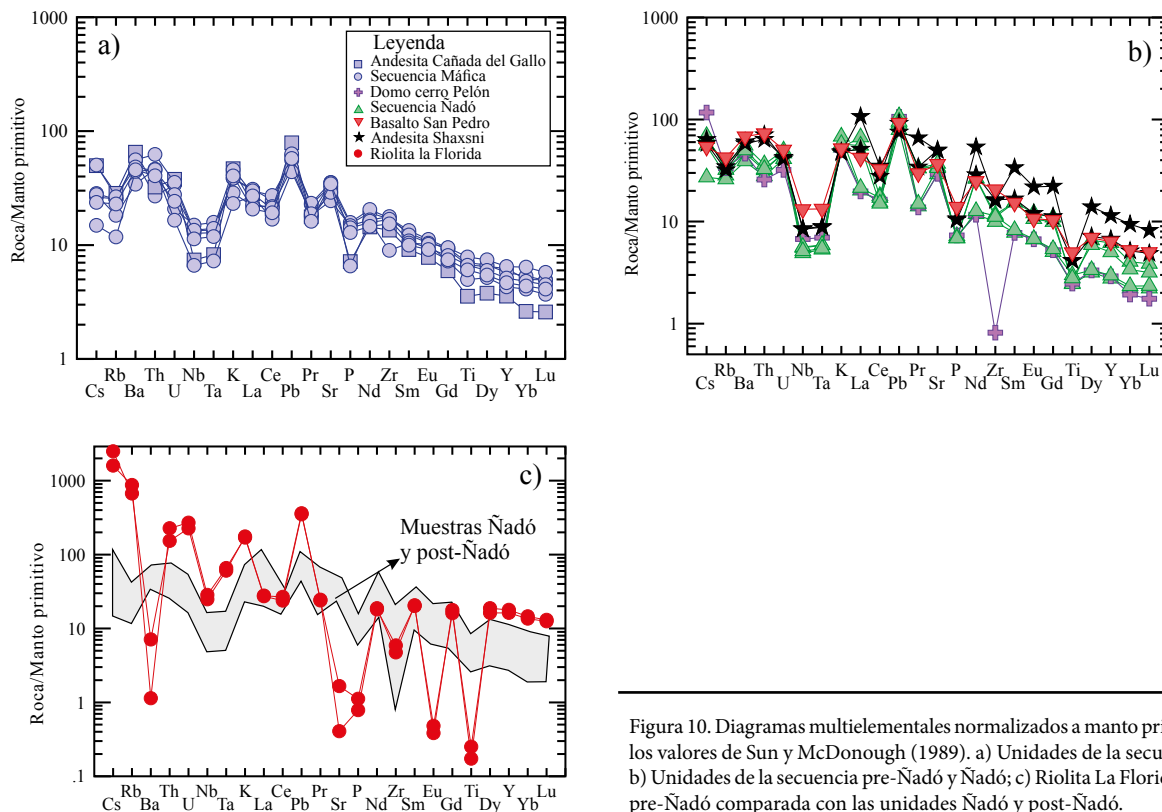 a)
1000
100
10
1
Roca/Manto primitivo
Leyenda
Andesita Cañada del Gallo
Secuencia Máfica
Domo cerro Pelón
Secuencia Ñadó
Basalto San Pedro
Andesita Shaxsni
Riolita la Florida
Rb Th Nb K Ce Pr P Zr Eu Ti Y Lu
Cs Ba U Ta La Pb Sr Nd Sm Gd Dy Yb
b)
1000
100
10
1
Roca/Manto primitivo
Rb Th Nb K Ce Pr P Zr Eu Ti Y Lu
Cs Ba U Ta La Pb Sr Nd Sm Gd Dy Yb
c)
1000
100
10
1
.1
Roca/Manto primitivo
Muestras Ñadó
y post-Ñadó
Rb Th Nb K Ce Pr P Zr Eu Ti Y Lu
Cs Ba U Ta La Pb Sr Nd Sm Gd Dy Yb
Figura 10. Diagramas multielementales normalizados a manto pri
los valores de Sun y McDonough (1989). a) Unidades de la secu
b) Unidades de la secuencia pre-Ñadó y Ñadó; c) Riolita La Flori
pre-Ñadó comparada con las unidades Ñadó y post-Ñadó.